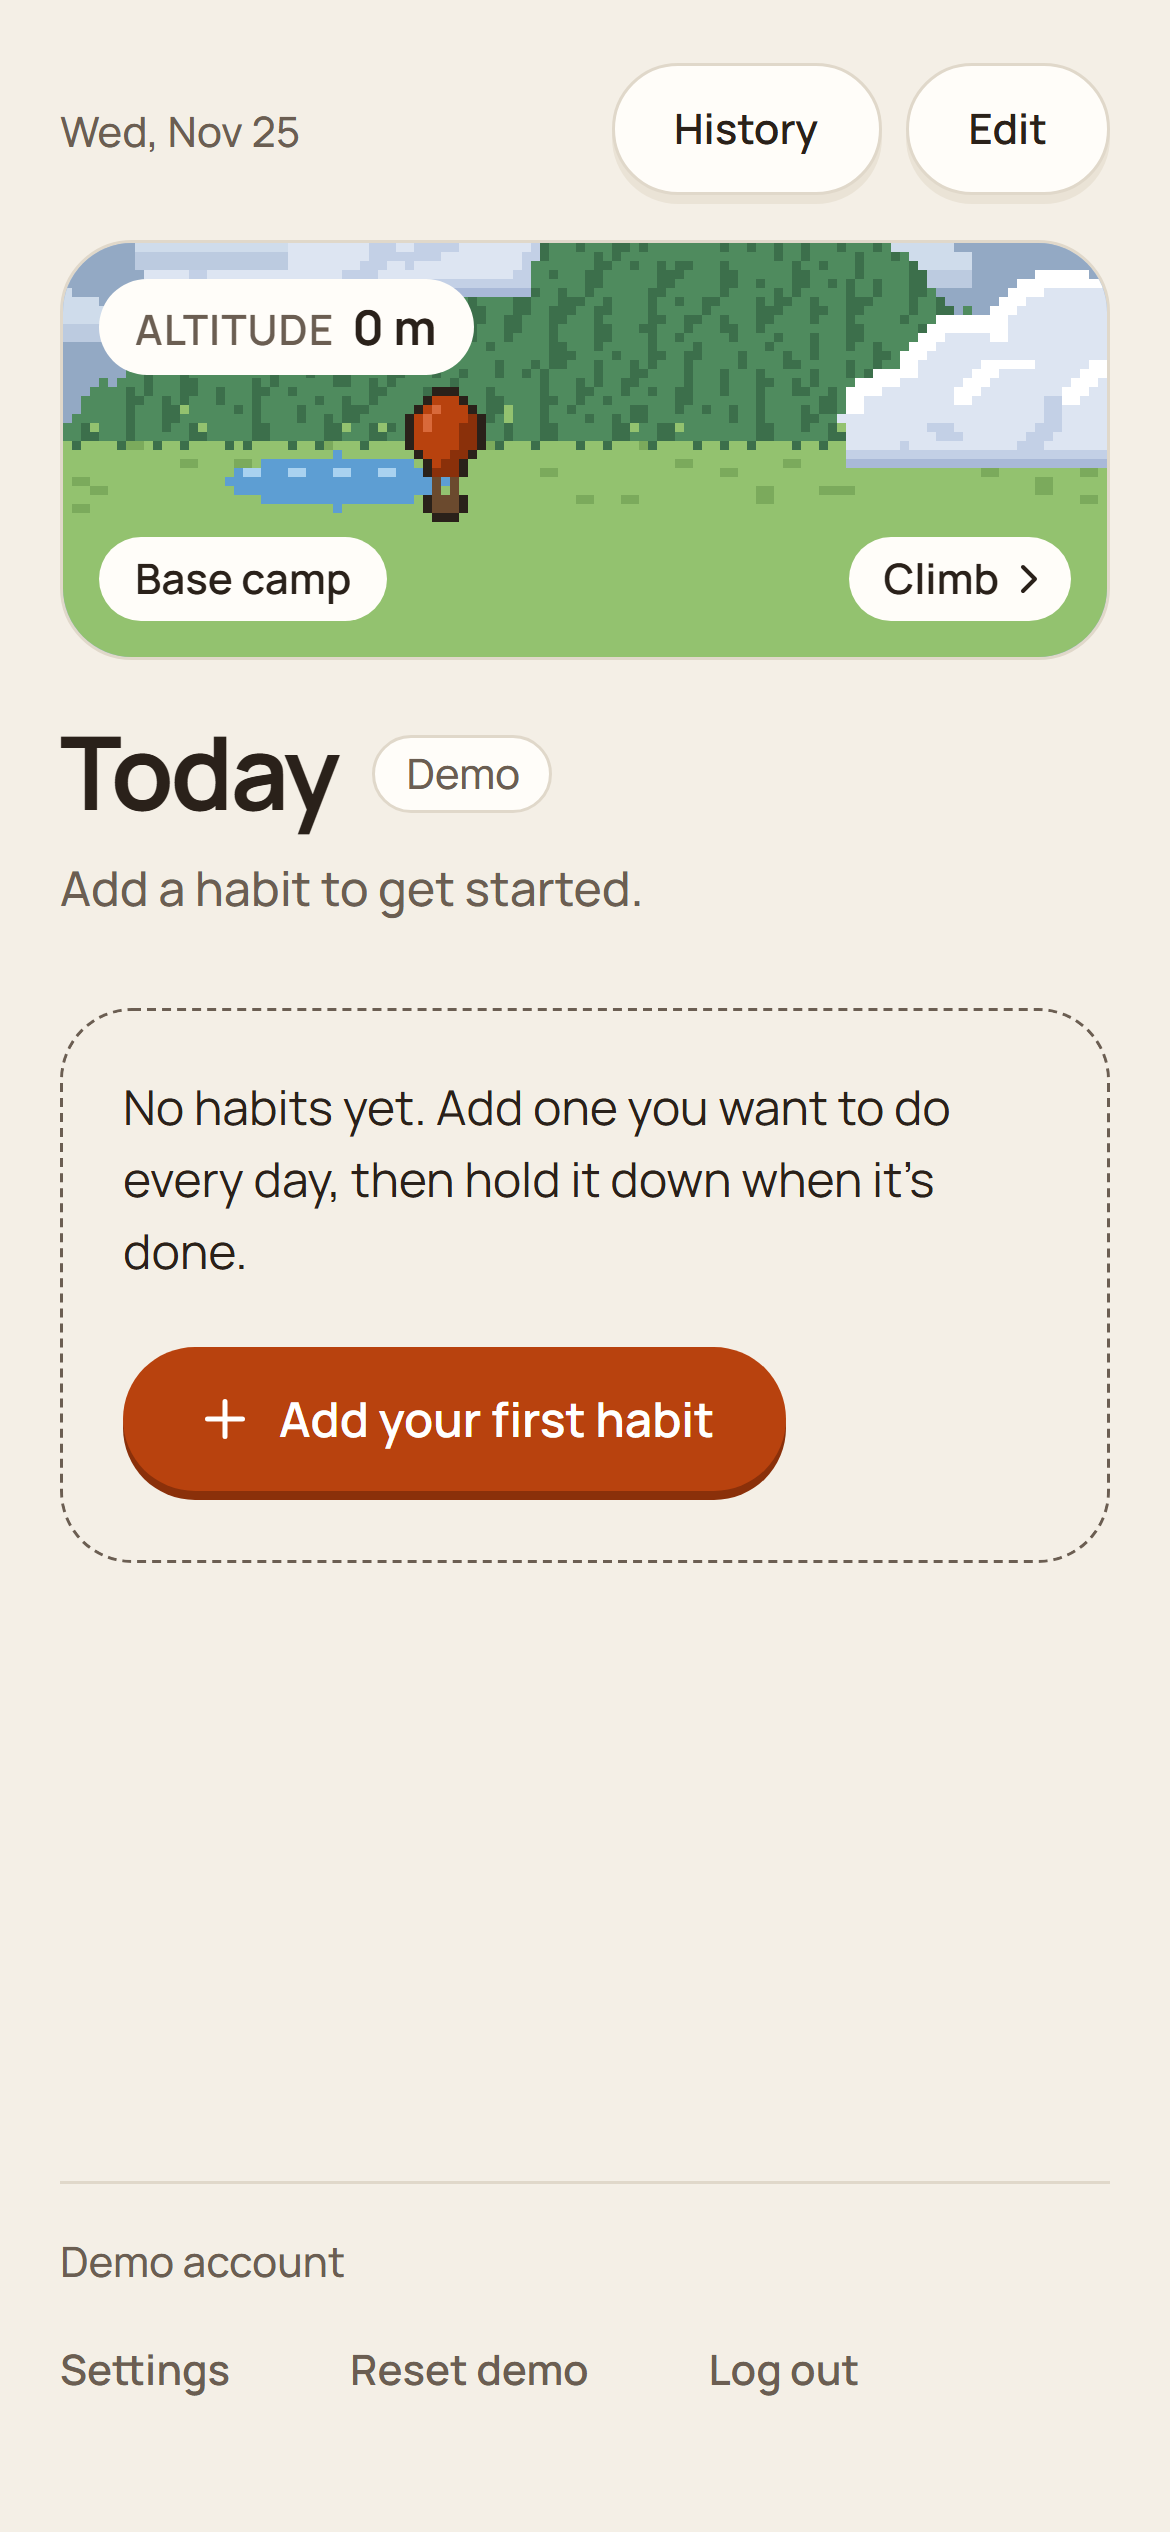 Wed, Nov 25
History
Edit
ALTITUDE 0 m
Base camp
Climb
Today
Demo
Add a habit to get started.
No habits yet. Add one you want to do
every day, then hold it down when it’s
done.
Add your first habit
Demo account
Settings
Reset demo
Log out